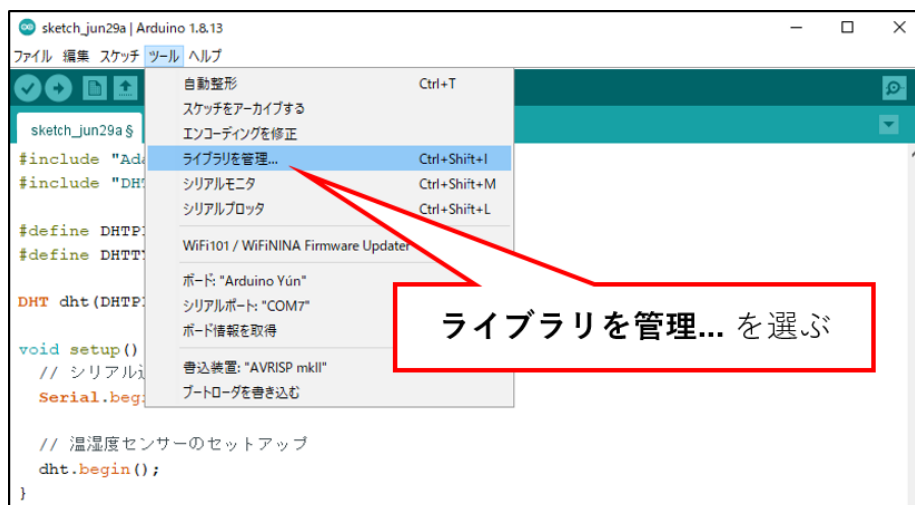 sketch_jun29a | Arduino 1.8.13
ファイル 編集 スケッチ ツール ヘルプ
自動整形 Ctrl+T
スケッチをアーカイブする
エンコーディングを修正
ライブラリを管理... Ctrl+Shift+I
シリアルモニタ Ctrl+Shift+M
シリアルプロッタ Ctrl+Shift+L
WiFi101 / WiFiNINA Firmware Updater
ボード: "Arduino Yún"
シリアルポート: "COM7"
ボード情報を取得
書込装置: "AVRISP mkII"
ブートローダを書き込む
sketch_jun29a §
#include "Ada
#include "DHT
#define DHTP
#define DHTT
DHT dht(DHTP
void setup()
// シリアル
Serial.beg
// 温湿度センサーのセットアップ
dht.begin();
}
ライブラリを管理... を選ぶ